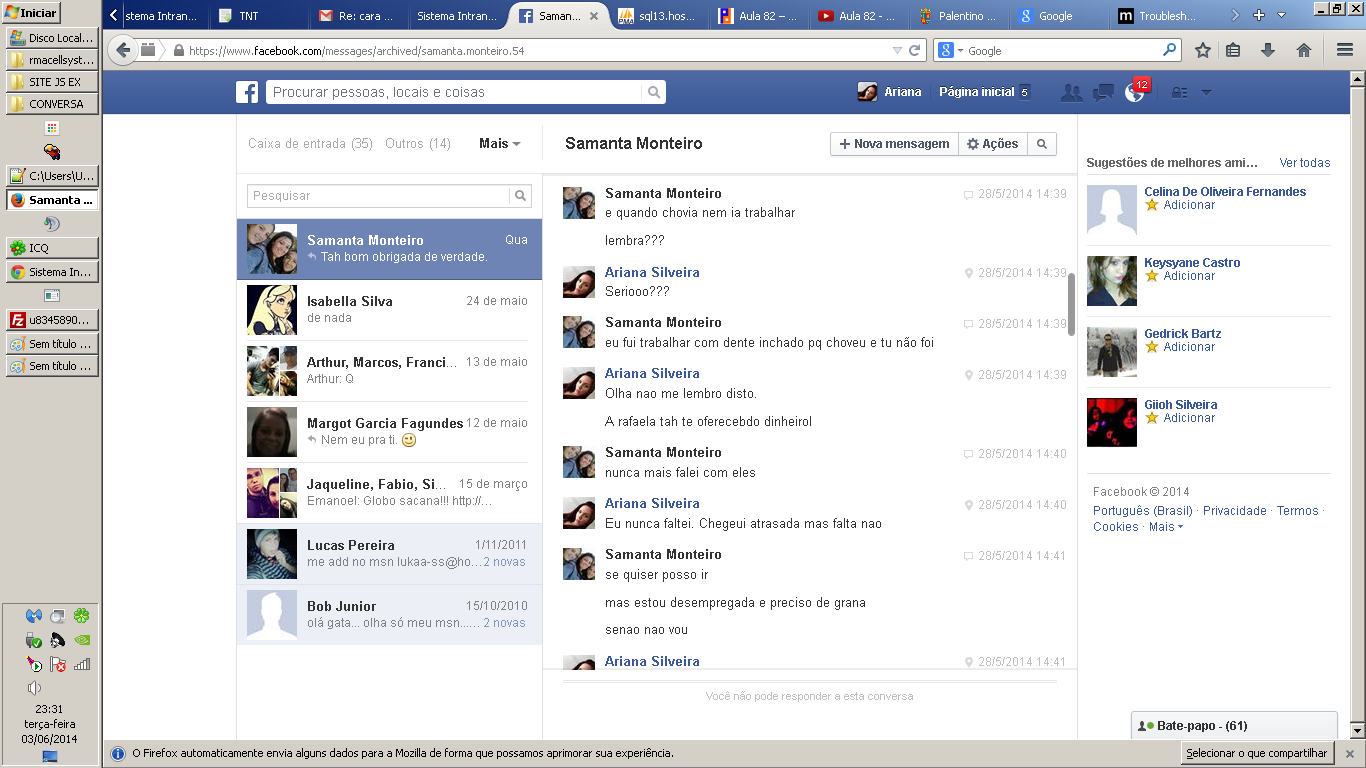 Iniciar
Disco Local...
rmacellsyst...
SITE JS EX
CONVERSA
C:\Users\U...
Samanta ...
ICQ
Sistema In...
u8345890...
Sem título ...
Sem título ...
23:31
terça-feira
03/06/2014
istema Intran...
TNT
Re: cara ...
Sistema Intran...
Saman...
sql13.hos...
Aula 82 – ...
Aula 82 - ...
Palentino ...
Google
Troublesh...
https://www.facebook.com/messages/archived/samanta.monteiro.54
Google
Procurar pessoas, locais e coisas
Ariana
Página inicial 5
12
Caixa de entrada (35)
Outros (14)
Mais
Pesquisar
Samanta Monteiro
Qua
Tah bom obrigada de verdade.
Isabella Silva
24 de maio
de nada
Arthur, Marcos, Franci...
13 de maio
Arthur: Q
Margot Garcia Fagundes
12 de maio
Nem eu pra ti.
Jaqueline, Fabio, Si...
15 de março
Emanoel: Globo sacana!!! http://...
Lucas Pereira
1/11/2011
me add no msn lukaa-ss@ho...
2 novas
Bob Junior
15/10/2010
olá gata... olha só meu msn......
2 novas
Samanta Monteiro
Nova mensagem
Ações
Samanta Monteiro
28/5/2014 14:39
e quando chovia nem ia trabalhar
lembra???
Ariana Silveira
28/5/2014 14:39
Seriooo???
Samanta Monteiro
28/5/2014 14:39
eu fui trabalhar com dente inchado pq choveu e tu não foi
Ariana Silveira
28/5/2014 14:39
Olha nao me lembro disto.
A rafaela tah te oferecebdo dinheirol
Samanta Monteiro
28/5/2014 14:40
nunca mais falei com eles
Ariana Silveira
28/5/2014 14:40
Eu nunca faltei. Chegeui atrasada mas falta nao
Samanta Monteiro
28/5/2014 14:41
se quiser posso ir
mas estou desempregada e preciso de grana
senao nao vou
Ariana Silveira
28/5/2014 14:41
Você não pode responder a esta conversa
Sugestões de melhores ami...
Ver todas
Celina De Oliveira Fernandes
Adicionar
Keysyane Castro
Adicionar
Gedrick Bartz
Adicionar
Giioh Silveira
Adicionar
Facebook © 2014
Português (Brasil) · Privacidade · Termos ·
Cookies · Mais
Bate-papo - (61)
O Firefox automaticamente envia alguns dados para a Mozilla de forma que possamos aprimorar sua experiência.
Selecionar o que compartilhar